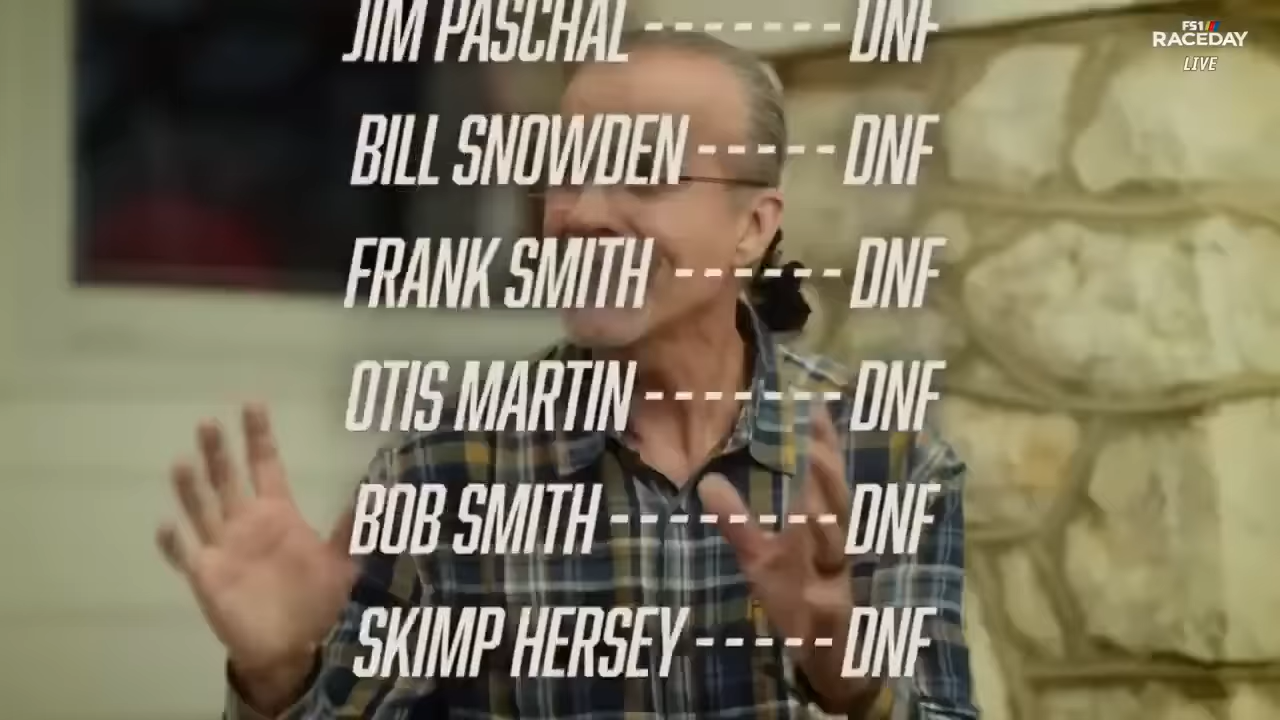 JIM PASCHAL ------- DNF
FS1 RACEDAY
LIVE
BILL SNOWDEN ----- DNF
FRANK SMITH ------ DNF
OTIS MARTIN ------- DNF
BOB SMITH -------- DNF
SKIMP HERSEY ----- DNF